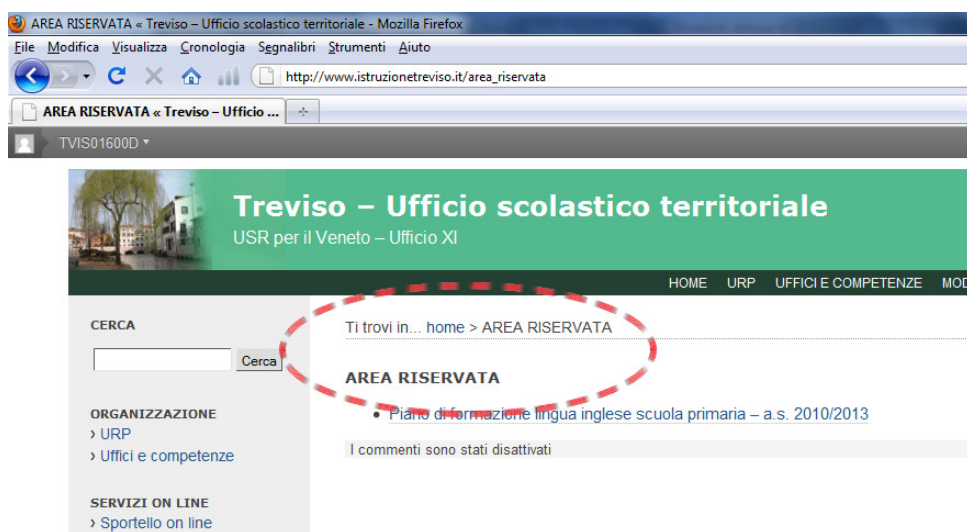 AREA RISERVATA « Treviso – Ufficio scolastico territoriale - Mozilla Firefox
File Modifica Visualizza Cronologia Segnalibri Strumenti Aiuto
http://www.istruzionetreviso.it/area_riservata
AREA RISERVATA « Treviso – Ufficio ...
TVIS01600D
Treviso – Ufficio scolastico territoriale
USR per il Veneto – Ufficio XI
HOME URP UFFICI E COMPETENZE MOD
CERCA
Cerca
Ti trovi in... home > AREA RISERVATA
AREA RISERVATA
• Piano di formazione lingua inglese scuola primaria – a.s. 2010/2013
I commenti sono stati disattivati
ORGANIZZAZIONE
› URP
› Uffici e competenze
SERVIZI ON LINE
› Sportello on line